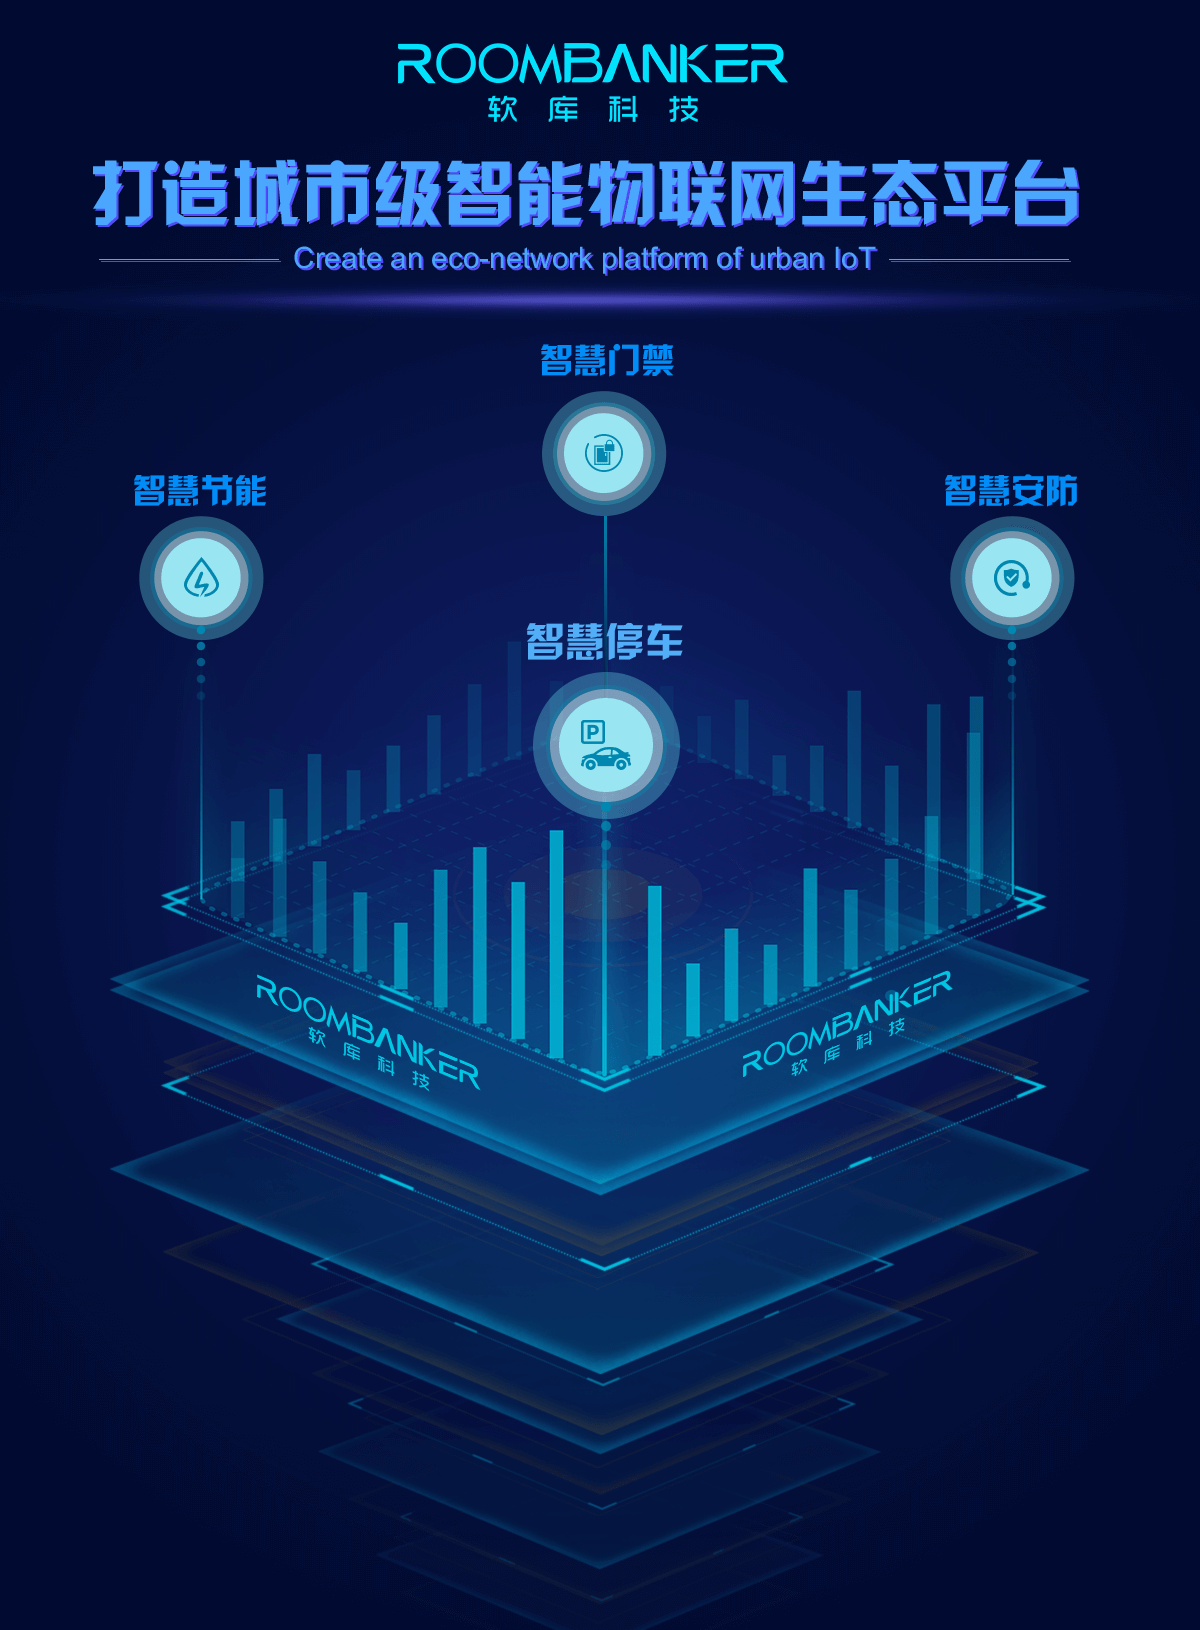 ROOMBANKER
软库科技
打造城市级智能物联网生态平台
Create an eco-network platform of urban IoT
智慧门禁
智慧节能
智慧安防
智慧停车
P
ROOMBANKER
软库科技
ROOMBANKER
软库科技